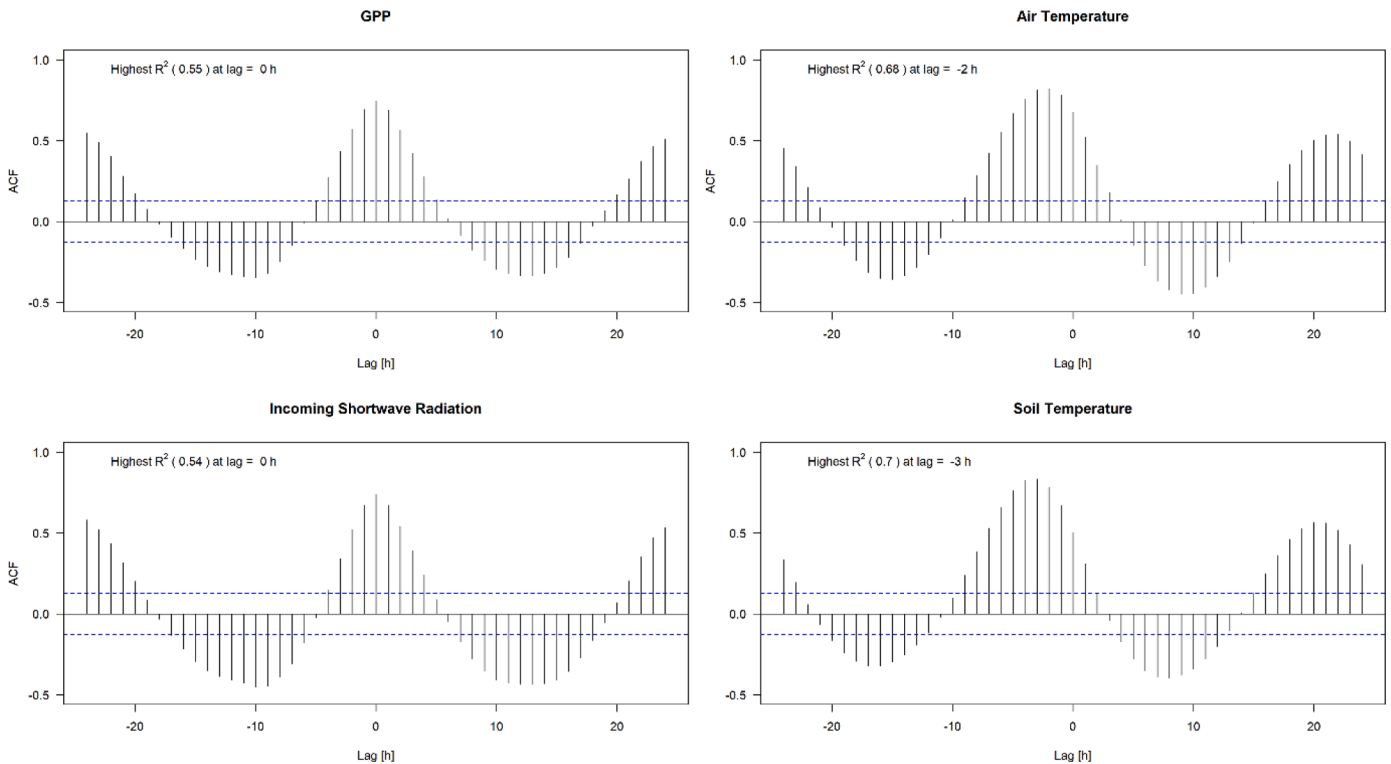 GPP
Highest R² ( 0.55 ) at lag = 0 h
1.0
0.5
0.0
-0.5
ACF
-20 -10 0 10 20
Lag [h]
Air Temperature
Highest R² ( 0.68 ) at lag = -2 h
1.0
0.5
0.0
-0.5
ACF
-20 -10 0 10 20
Lag [h]
Incoming Shortwave Radiation
Highest R² ( 0.54 ) at lag = 0 h
1.0
0.5
0.0
-0.5
ACF
-20 -10 0 10 20
Lag [h]
Soil Temperature
Highest R² ( 0.7 ) at lag = -3 h
1.0
0.5
0.0
-0.5
ACF
-20 -10 0 10 20
Lag [h]